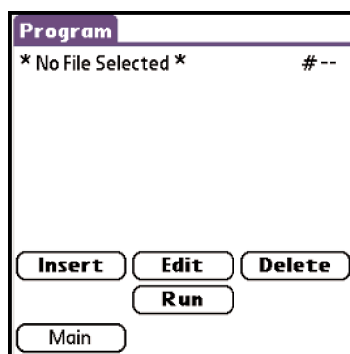 Program
* No File Selected * #--
Insert Edit Delete
Run
Main